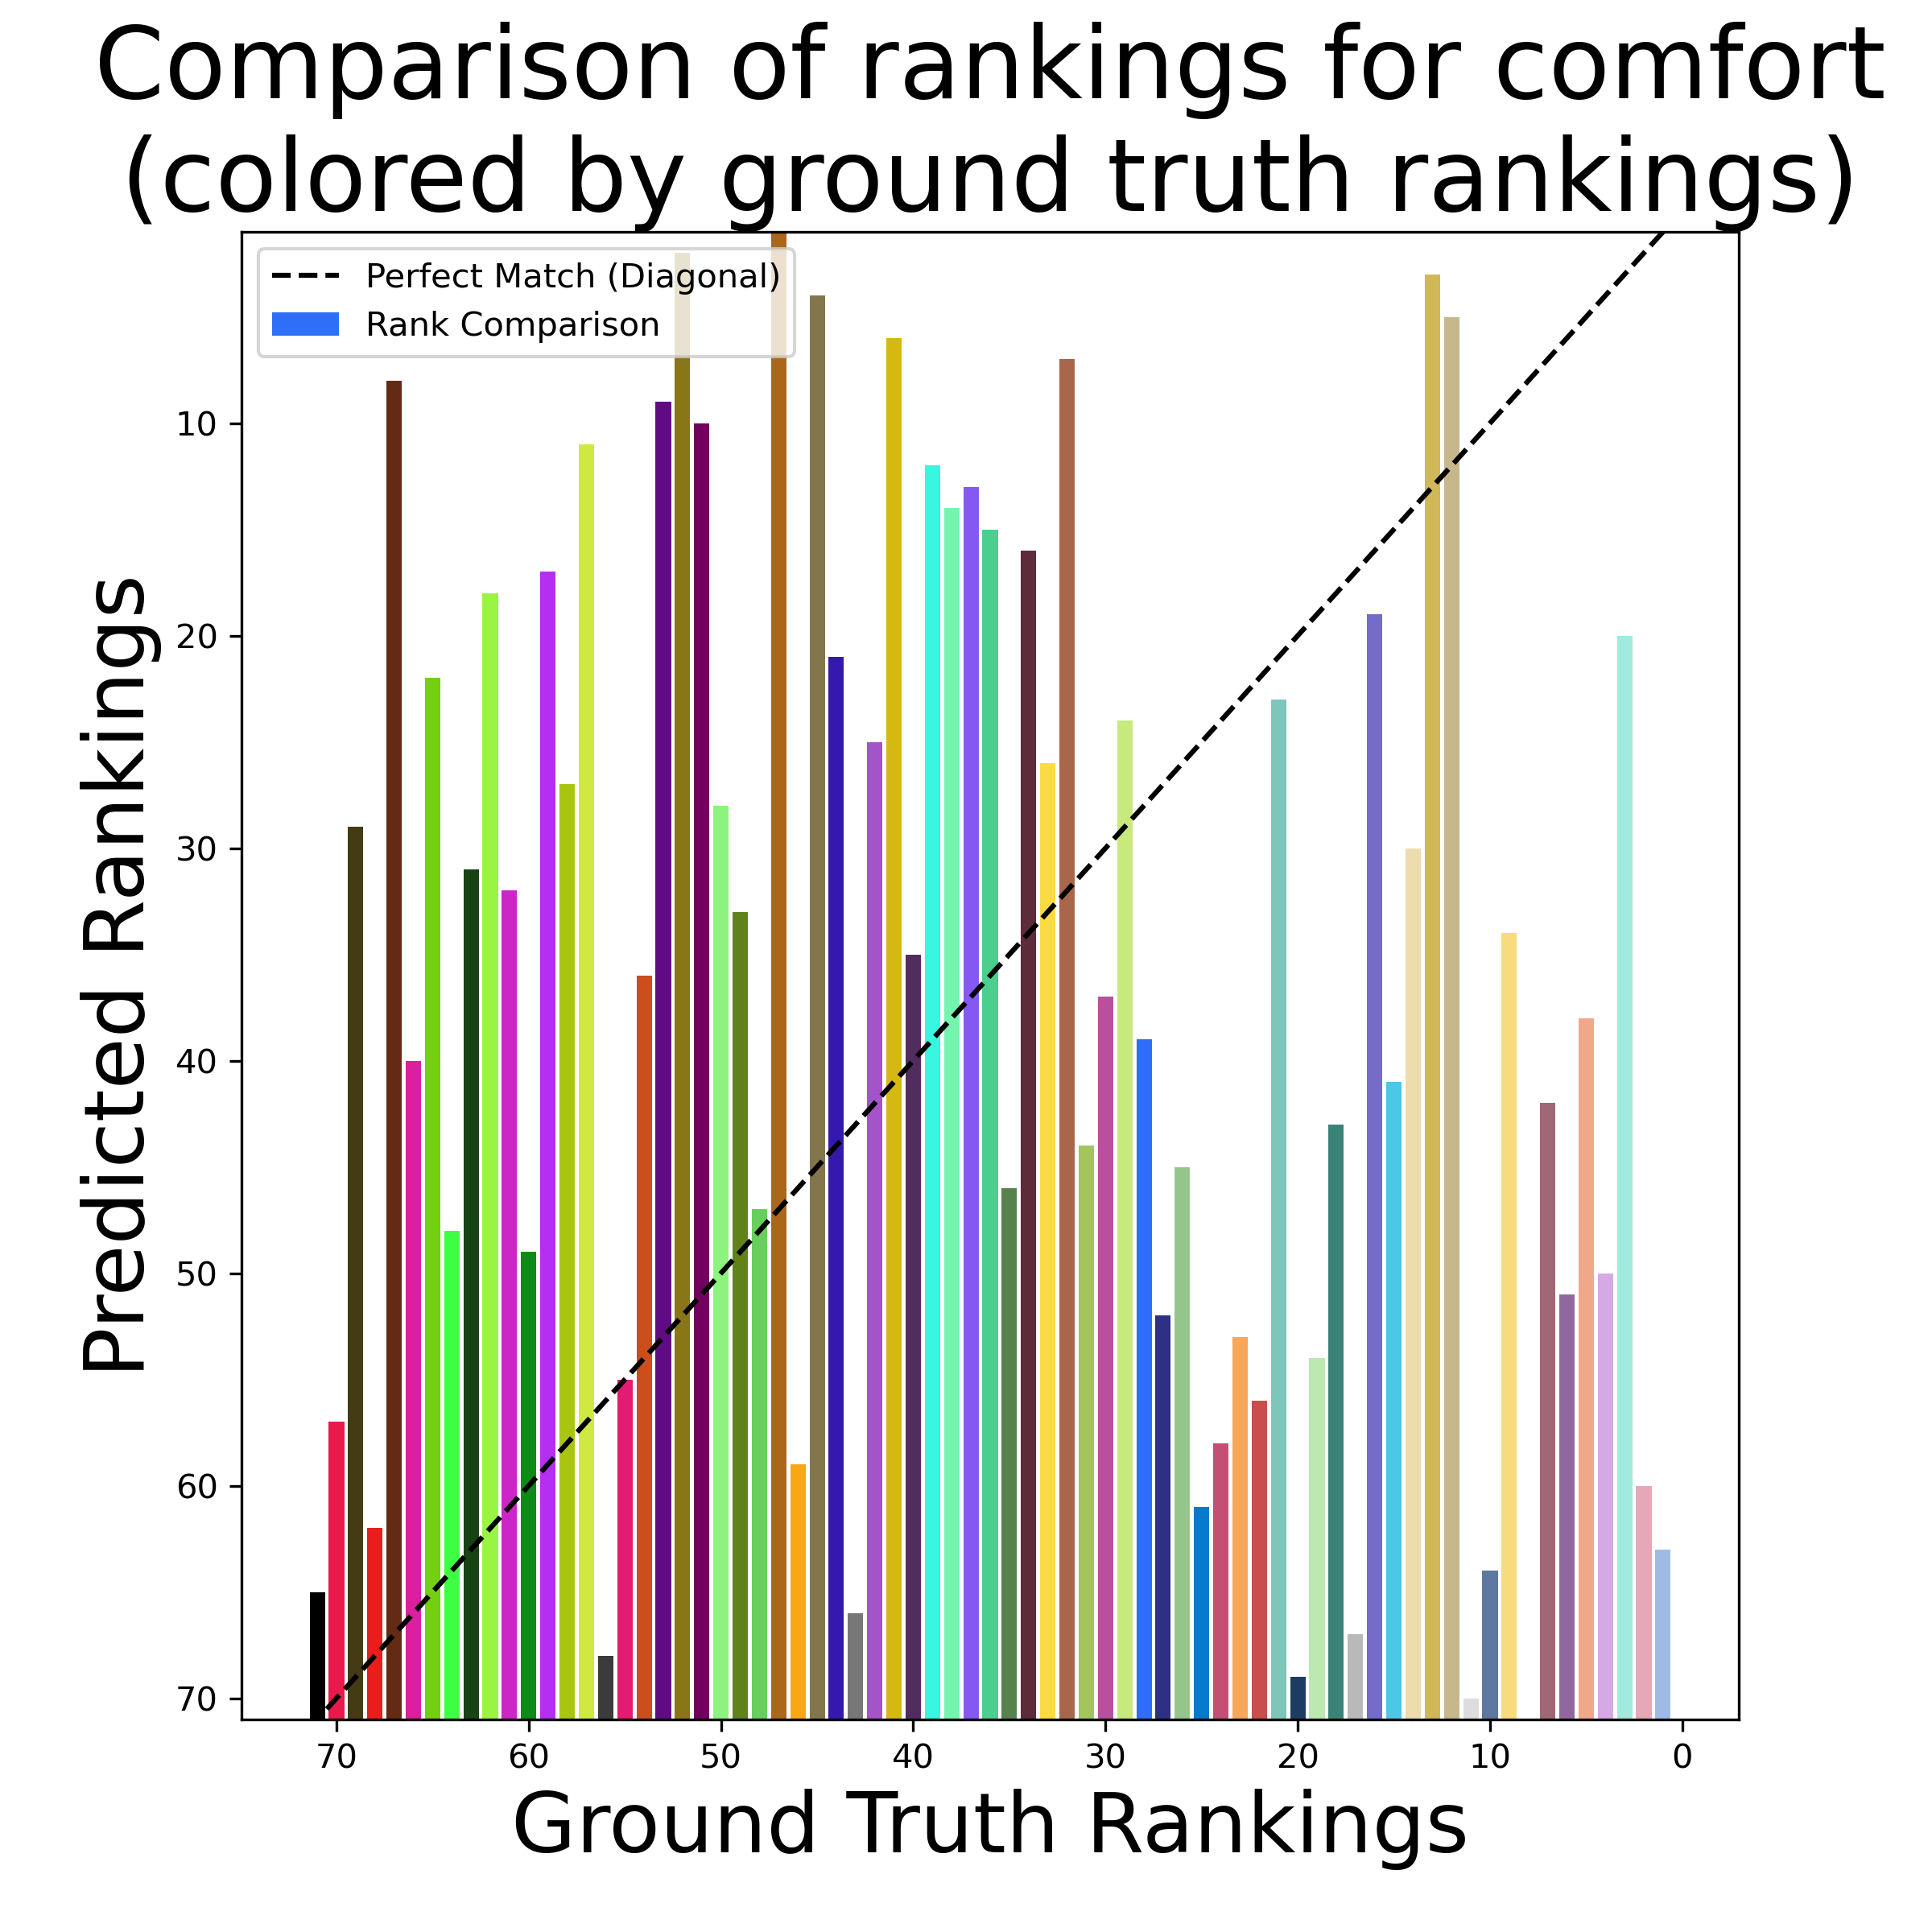 Comparison of rankings for comfort
(colored by ground truth rankings)
Perfect Match (Diagonal)
Rank Comparison
Predicted Rankings
10
20
30
40
50
60
70
70
60
50
40
30
20
10
0
Ground Truth Rankings